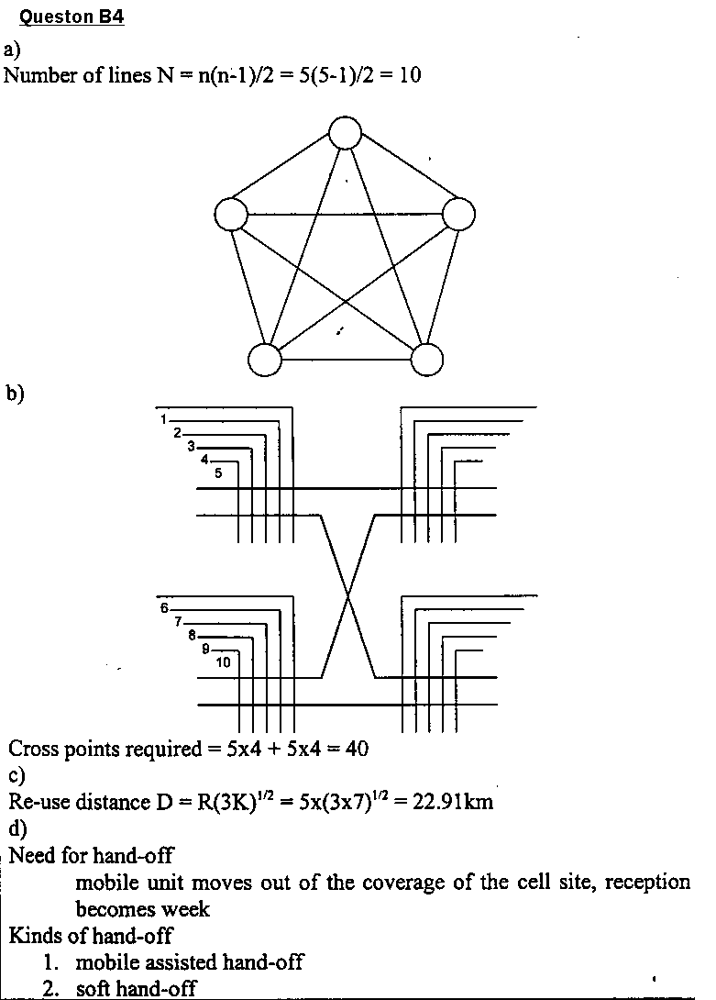 Queston B4
a)
Number of lines N = n(n-1)/2 = 5(5-1)/2 = 10
b)
1
2
3
4
5
6
7
8
9
10
Cross points required = 5x4 + 5x4 = 40
c)
Re-use distance D = R(3K)^1/2 = 5x(3x7)^1/2 = 22.91km
d)
Need for hand-off
mobile unit moves out of the coverage of the cell site, reception
becomes week
Kinds of hand-off
1. mobile assisted hand-off
2. soft hand-off